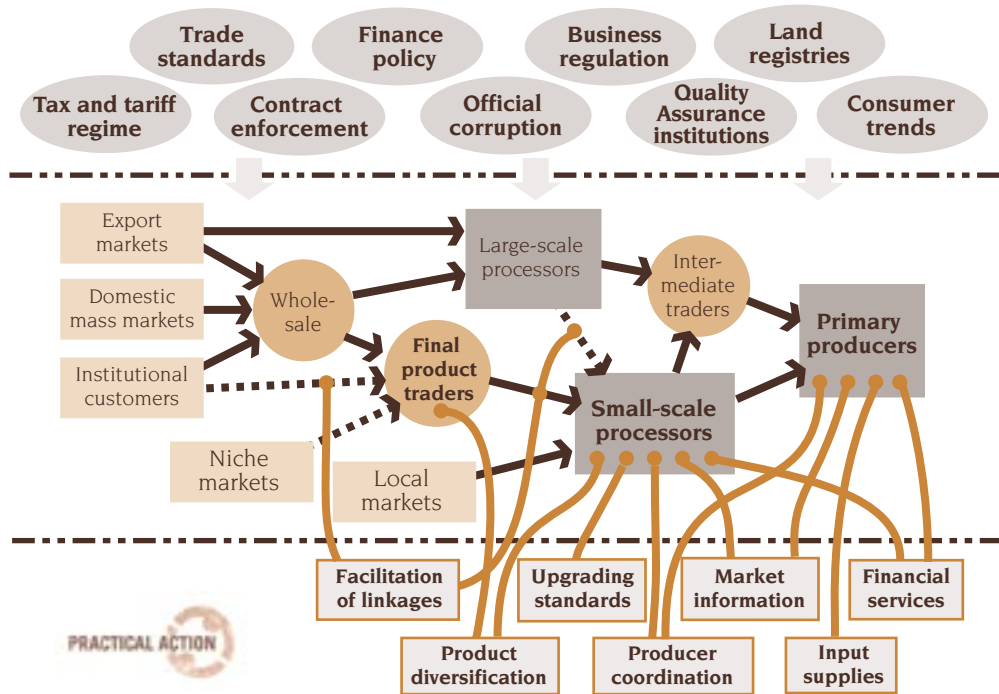 Trade
standards
Finance
policy
Business
regulation
Land
registries
Tax and tariff
regime
Contract
enforcement
Official
corruption
Quality
Assurance
institutions
Consumer
trends
Export
markets
Large-scale
processors
Inter-
mediate
traders
Domestic
mass markets
Whole-
sale
Primary
producers
Institutional
customers
Final
product
traders
Small-scale
processors
Niche
markets
Local
markets
Facilitation
of linkages
Upgrading
standards
Market
information
Financial
services
PRACTICAL ACTION
Product
diversification
Producer
coordination
Input
supplies